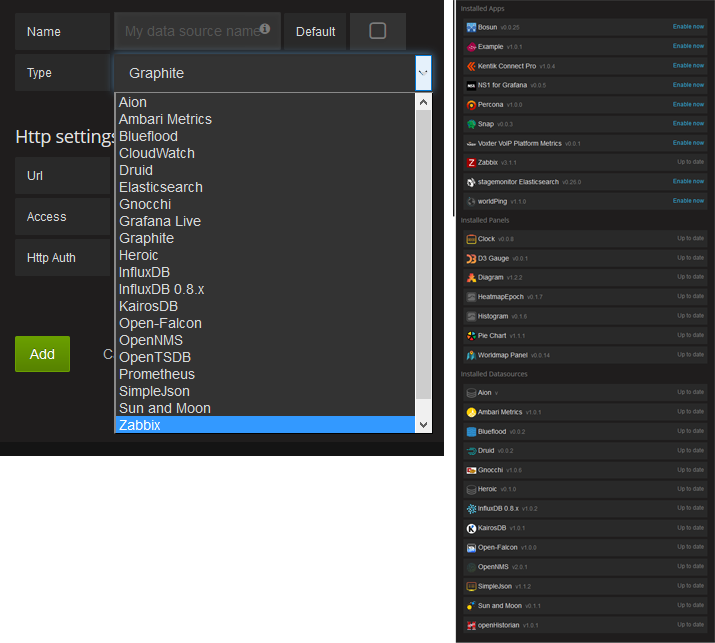 Name My data source name Default
Type Graphite
Aion
Ambari Metrics
Blueflood
CloudWatch
Druid
Elasticsearch
Gnocchi
Grafana Live
Graphite
Heroic
InfluxDB
InfluxDB 0.8.x
KairosDB
Open-Falcon
OpenNMS
OpenTSDB
Prometheus
SimpleJson
Sun and Moon
Zabbix
Http settings
Url
Access
Http Auth
Add
Installed Apps
Bosun v0.0.25 Enable now
Example v1.0.1 Enable now
Kentik Connect Pro v1.0.4 Enable now
NS1 for Grafana v0.0.5 Enable now
Percona v1.0.0 Enable now
Snap v0.0.3 Enable now
Voxter VoIP Platform Metrics v0.0.1 Enable now
Zabbix v3.1.1 Up to date
stagemonitor Elasticsearch v0.26.0 Enable now
worldPing v1.1.0 Enable now
Installed Panels
Clock v0.0.8 Up to date
D3 Gauge v0.0.1 Up to date
Diagram v1.2.2 Up to date
HeatmapEpoch v0.1.7 Up to date
Histogram v0.1.6 Up to date
Pie Chart v1.1.1 Up to date
Worldmap Panel v0.0.14 Up to date
Installed Datasources
Aion v Up to date
Ambari Metrics v1.0.1 Up to date
Blueflood v0.0.2 Up to date
Druid v0.0.2 Up to date
Gnocchi v1.0.6 Up to date
Heroic v0.1.0 Up to date
InfluxDB 0.8.x v1.0.2 Up to date
KairosDB v1.0.1 Up to date
Open-Falcon v1.0.0 Up to date
OpenNMS v2.0.1 Up to date
SimpleJson v1.1.2 Up to date
Sun and Moon v0.1.1 Up to date
openHistorian v1.0.1 Up to date